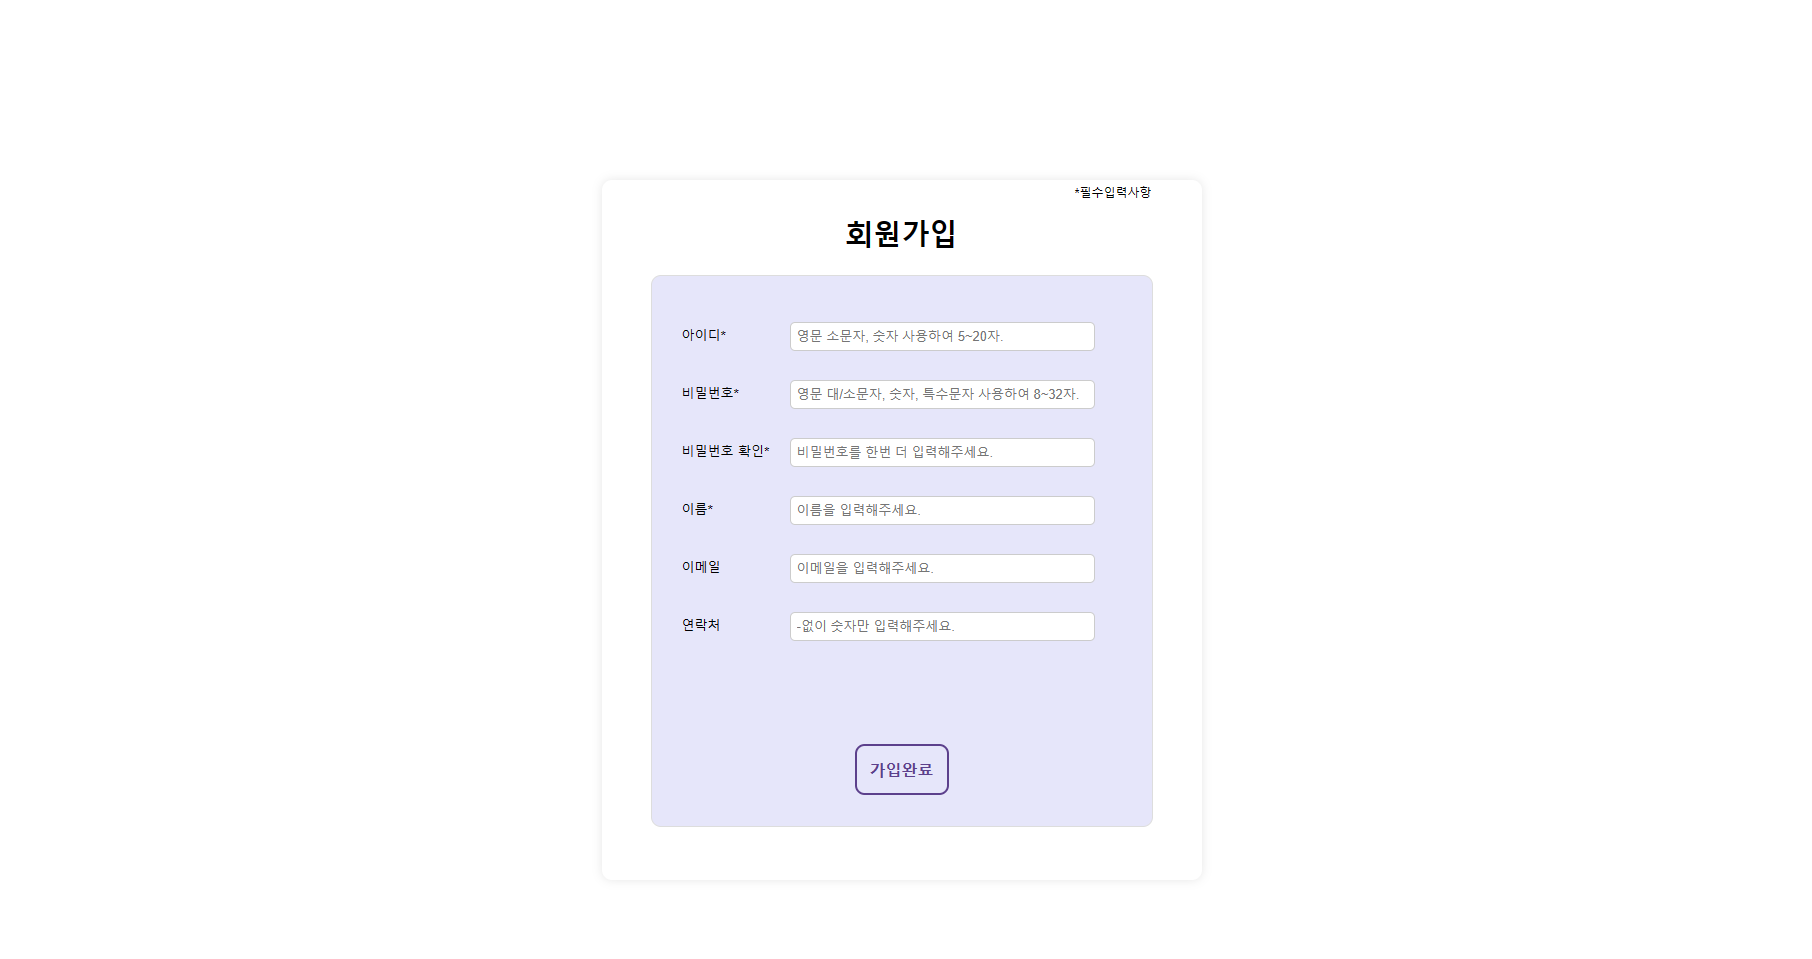 *필수입력사항
회원가입
아이디* 영문 소문자, 숫자 사용하여 5~20자.
비밀번호* 영문 대/소문자, 숫자, 특수문자 사용하여 8~32자.
비밀번호 확인* 비밀번호를 한번 더 입력해주세요.
이름* 이름을 입력해주세요.
이메일 이메일을 입력해주세요.
연락처 -없이 숫자만 입력해주세요.
가입완료